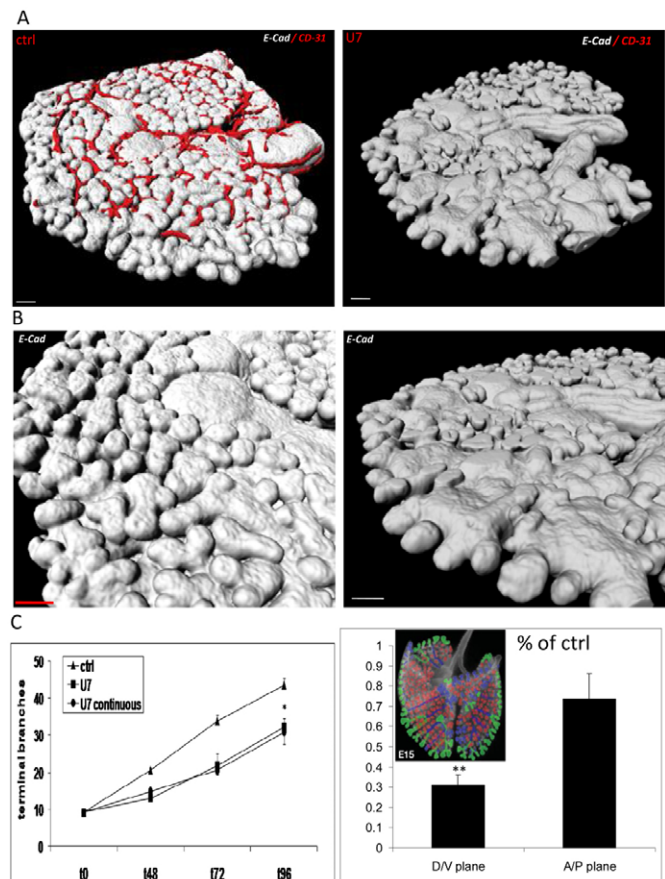 A
ctrl
E-Cad / CD-31
U7
E-Cad / CD-31
B
E-Cad
E-Cad
C
terminal branches
50
40
30
20
10
0
ctrl
U7
U7 continuous
*
t0
t48
t72
t96
% of ctrl
1
0.9
0.8
0.7
0.6
0.5
0.4
0.3
0.2
0.1
0
E15
**
D/V plane
A/P plane